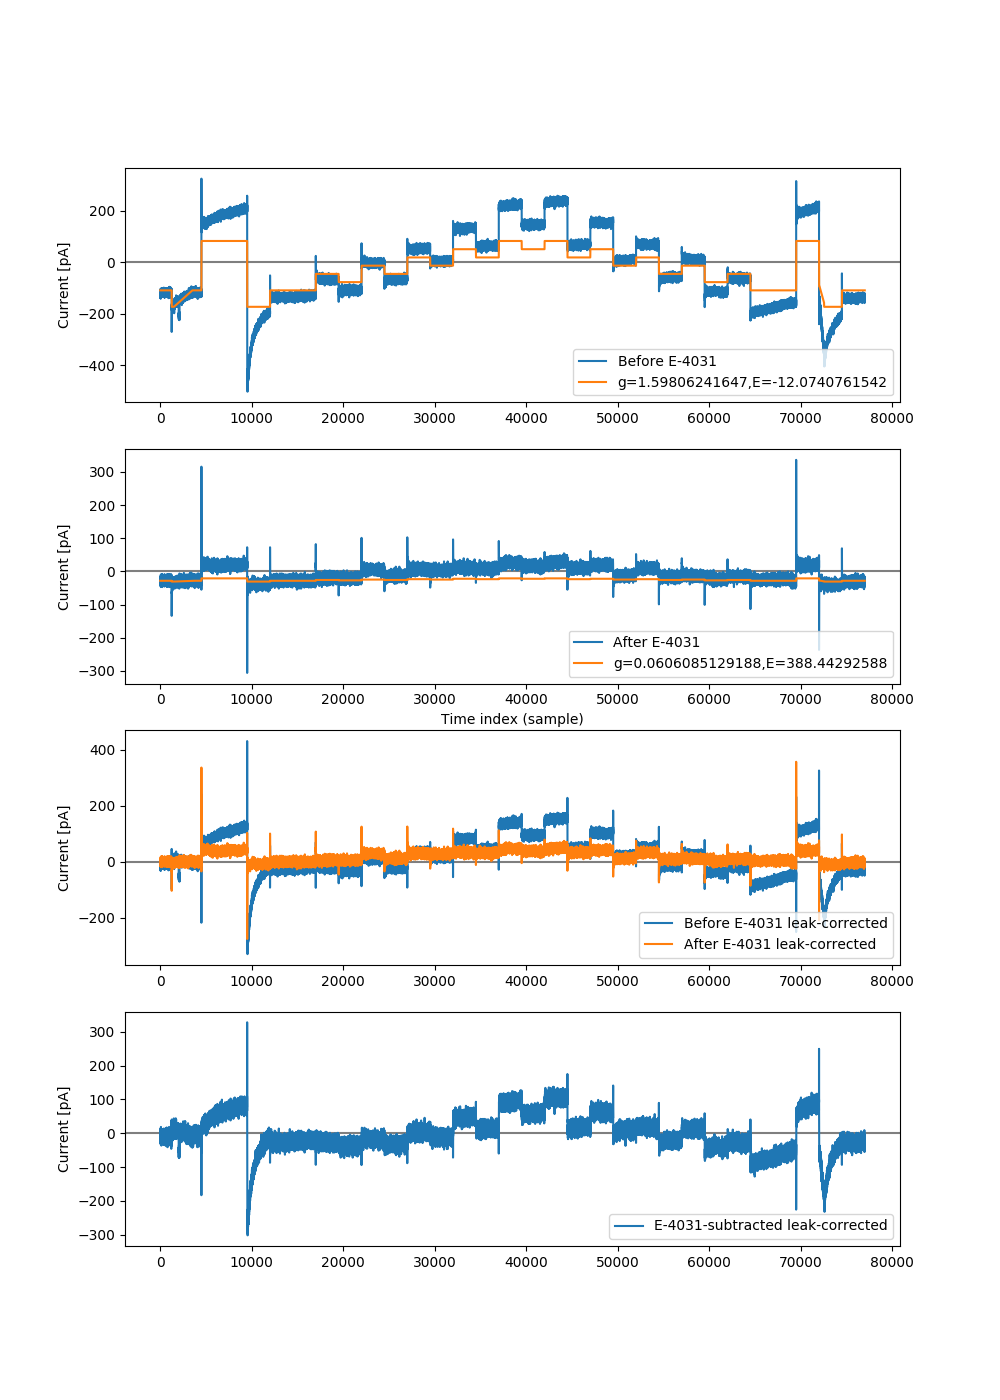 200
0
−200
−400
Current [pA]
Before E-4031
g=1.59806241647,E=-12.0740761542
0 10000 20000 30000 40000 50000 60000 70000 80000
300
200
100
0
−100
−200
−300
Current [pA]
After E-4031
g=0.0606085129188,E=388.44292588
0 10000 20000 30000 40000 50000 60000 70000 80000
Time index (sample)
400
200
0
−200
Current [pA]
Before E-4031 leak-corrected
After E-4031 leak-corrected
0 10000 20000 30000 40000 50000 60000 70000 80000
300
200
100
0
−100
−200
−300
Current [pA]
E-4031-subtracted leak-corrected
0 10000 20000 30000 40000 50000 60000 70000 80000